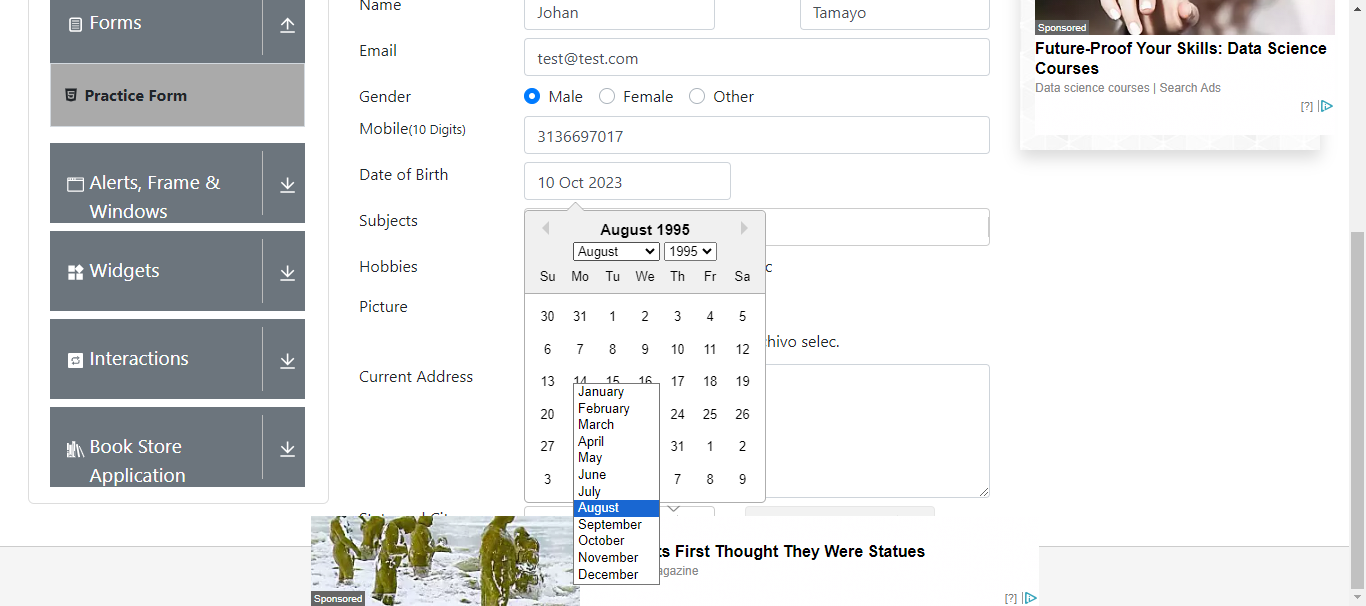 Forms
Practice Form
Alerts, Frame &
Windows
Widgets
Interactions
Book Store
Application
Name
Johan
Tamayo
Email
test@test.com
Gender
Male Female Other
Mobile(10 Digits)
3136697017
Date of Birth
10 Oct 2023
Subjects
August 1995
August 1995
Su Mo Tu We Th Fr Sa
30 31 1 2 3 4 5
6 7 8 9 10 11 12
13 14 15 16 17 18 19
20 24 25 26
27 31 1 2
3 7 8 9
January
February
March
April
May
June
July
August
September
October
November
December
Hobbies
Picture
chivo selec.
Current Address
State and City
ts First Thought They Were Statues
agazine
Sponsored
[?]
Sponsored
Future-Proof Your Skills: Data Science
Courses
Data science courses | Search Ads
[?]